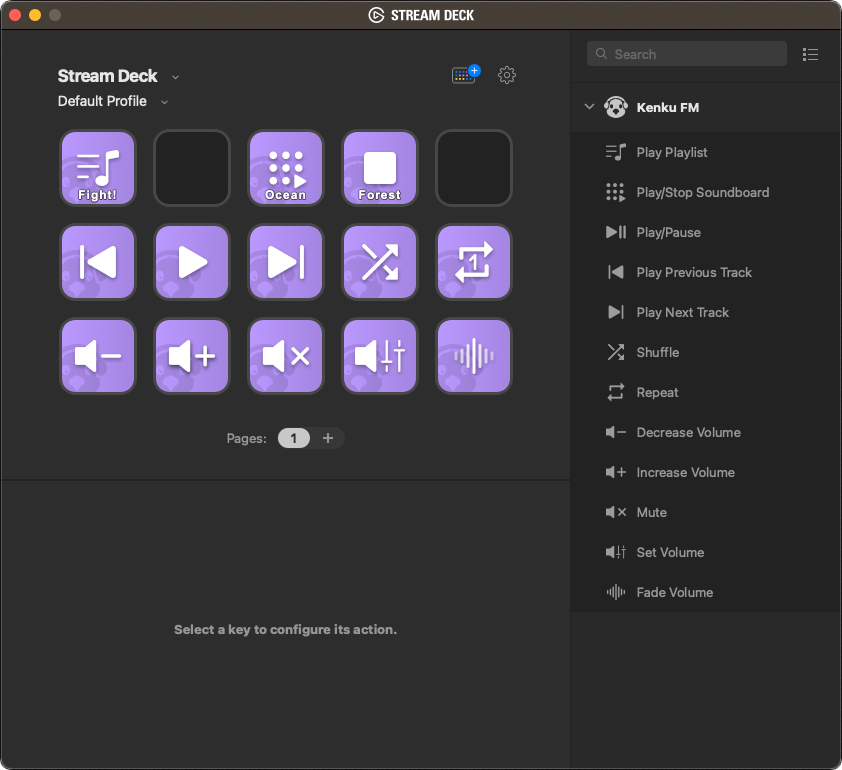 STREAM DECK
Search
Stream Deck
Default Profile
Kenku FM
Fight!
Ocean
Forest
1
Pages:
1
+
Select a key to configure its action.
Play Playlist
Play/Stop Soundboard
Play/Pause
Play Previous Track
Play Next Track
Shuffle
Repeat
Decrease Volume
Increase Volume
Mute
Set Volume
Fade Volume